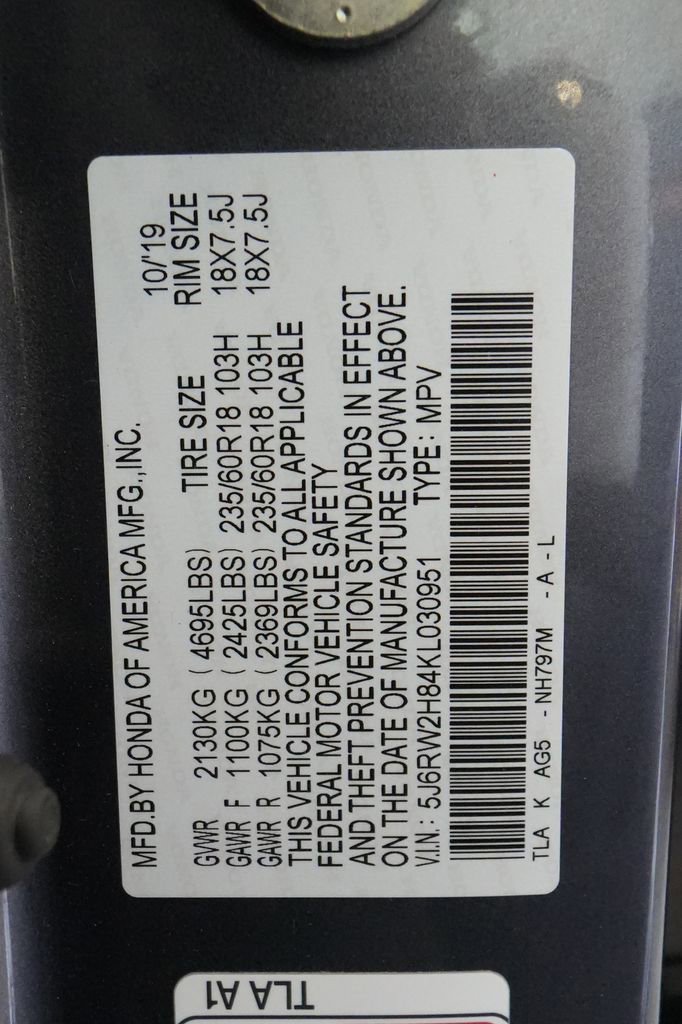 MFD.BY HONDA OF AMERICA MFG.,INC. 10/'19
TIRE SIZE RIM SIZE
GVWR 2130KG ( 4695LBS)
GAWR F 1100KG ( 2425LBS) 235/60R18 103H 18X7.5J
GAWR R 1075KG ( 2369LBS) 235/60R18 103H 18X7.5J
THIS VEHICLE CONFORMS TO ALL APPLICABLE
FEDERAL MOTOR VEHICLE SAFETY
AND THEFT PREVENTION STANDARDS IN EFFECT
ON THE DATE OF MANUFACTURE SHOWN ABOVE.
V.I.N.: 5J6RW2H84KL030951 TYPE: MPV
TLA K AG5 - NH797M - A - L
TLA A1